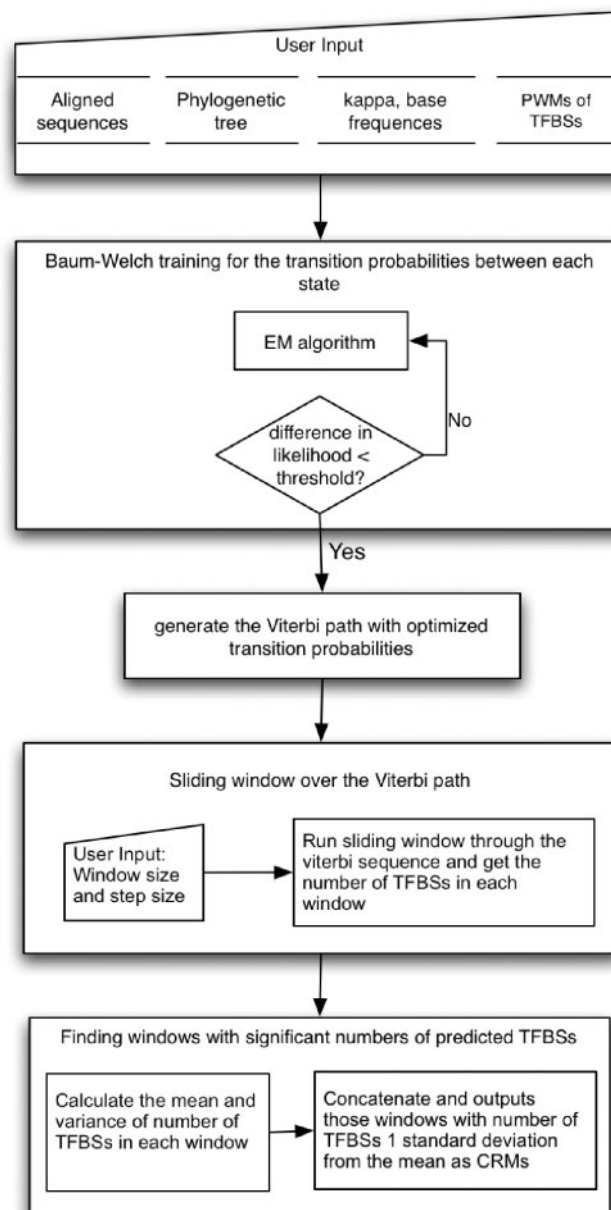 User Input
Aligned
sequences
Phylogenetic
tree
kappa, base
frequences
PWMs of
TFBSs
Baum-Welch training for the transition probabilities between each
state
EM algorithm
No
difference in
likelihood <
threshold?
Yes
generate the Viterbi path with optimized
transition probabilities
Sliding window over the Viterbi path
User Input:
Window size
and step size
Run sliding window through the
viterbi sequence and get the
number of TFBSs in each
window
Finding windows with significant numbers of predicted TFBSs
Calculate the mean and
variance of number of
TFBSs in each window
Concatenate and outputs
those windows with number of
TFBSs 1 standard deviation
from the mean as CRMs